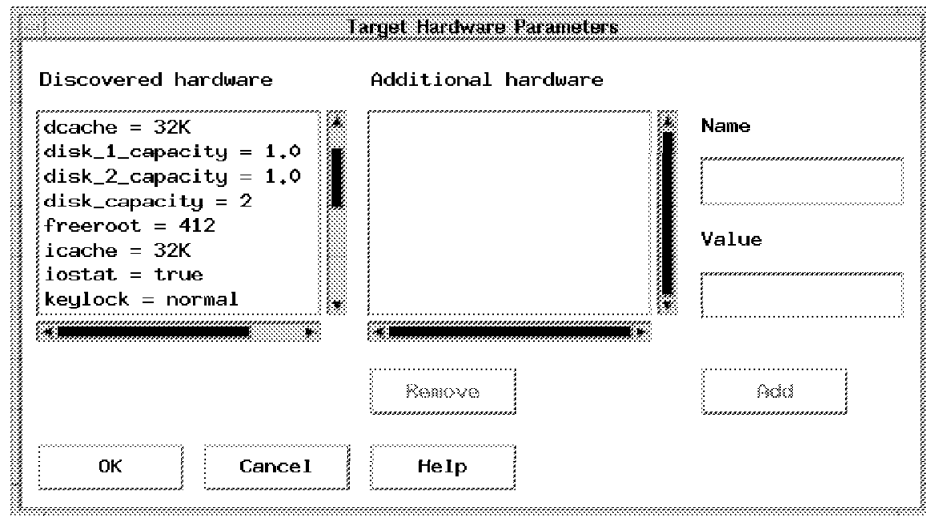 Target Hardware Parameters
Discovered hardware
Additional hardware
dcache = 32K
disk_1_capacity = 1.0
disk_2_capacity = 1.0
disk_capacity = 2
freeroot = 412
icache = 32K
iostat = true
keylock = normal
Name
Value
Remove
Add
OK
Cancel
Help